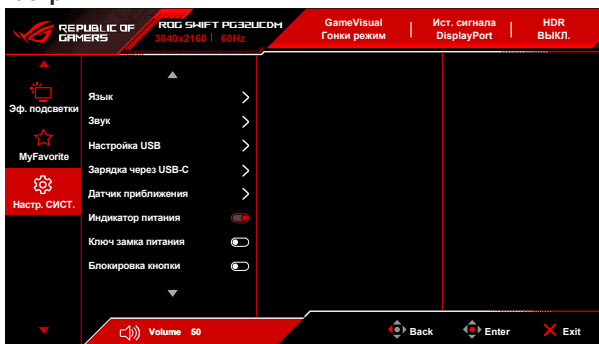 REPUBLIC OF
GAMERS
ROG SWIFT PG32UCDM
3840x2160 | 60Hz
GameVisual
Гонки режим
Ист. сигнала
DisplayPort
HDR
ВЫКЛ.
Эф. подсветки
MyFavorite
Настр. СИСТ.
Язык
Звук
Настройка USB
Зарядка через USB-C
Датчик приближения
Индикатор питания
Ключ замка питания
Блокировка кнопки
Volume 50
Back
Enter
Exit